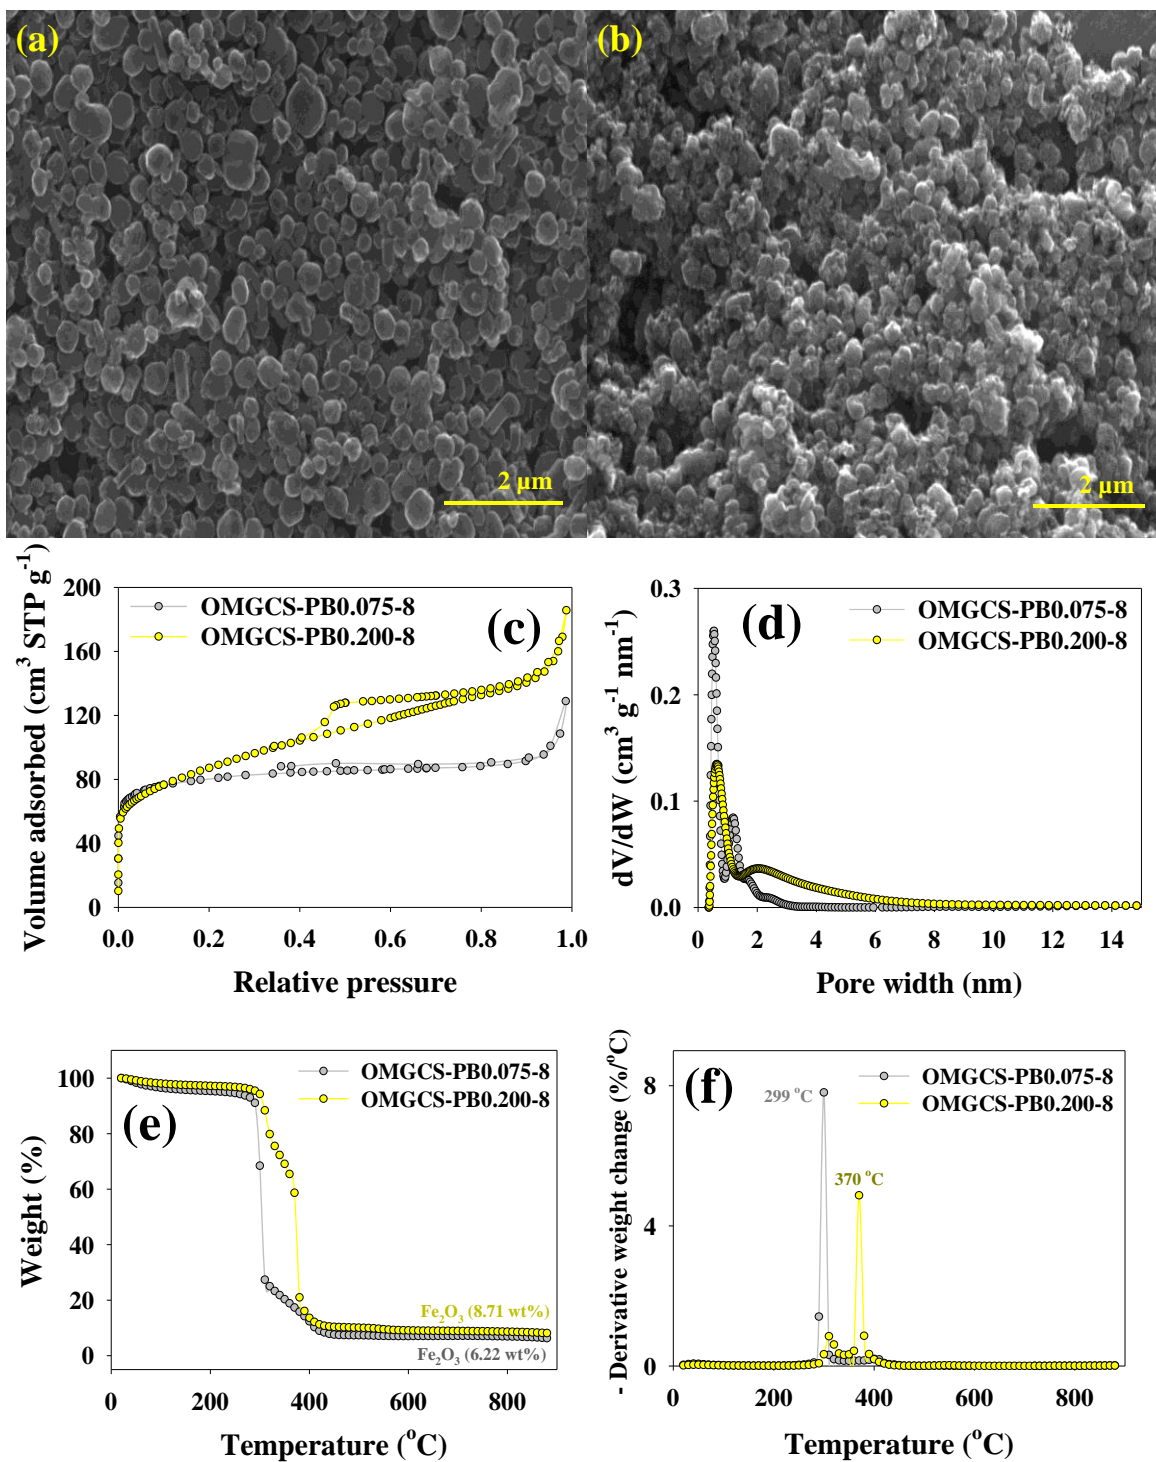 (a)
2 µm
(b)
2 µm
Volume adsorbed (cm³ STP g⁻¹)
200
160
120
80
40
0
0.0 0.2 0.4 0.6 0.8 1.0
Relative pressure
OMGCS-PB0.075-8
OMGCS-PB0.200-8
(c)
dV/dW (cm³ g⁻¹ nm⁻¹)
0.3
0.2
0.1
0.0
0 2 4 6 8 10 12 14
Pore width (nm)
OMGCS-PB0.075-8
OMGCS-PB0.200-8
(d)
Weight (%)
100
80
60
40
20
0
0 200 400 600 800
Temperature (°C)
OMGCS-PB0.075-8
OMGCS-PB0.200-8
(e)
Fe₂O₃ (8.71 wt%)
Fe₂O₃ (6.22 wt%)
- Derivative weight change (%/°C)
8
4
0
0 200 400 600 800
Temperature (°C)
OMGCS-PB0.075-8
OMGCS-PB0.200-8
(f)
299 °C
370 °C